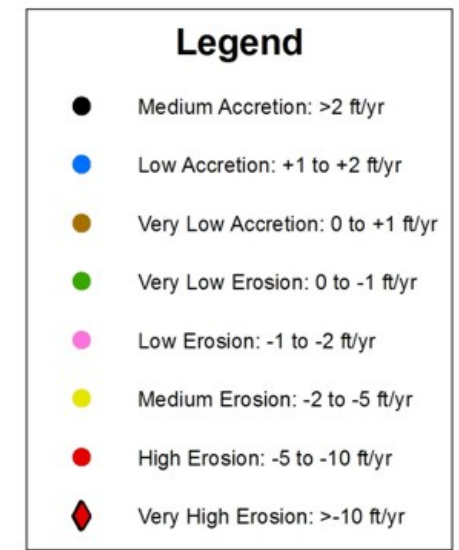 Legend
Medium Accretion: >2 ft/yr
Low Accretion: +1 to +2 ft/yr
Very Low Accretion: 0 to +1 ft/yr
Very Low Erosion: 0 to -1 ft/yr
Low Erosion: -1 to -2 ft/yr
Medium Erosion: -2 to -5 ft/yr
High Erosion: -5 to -10 ft/yr
Very High Erosion: >-10 ft/yr